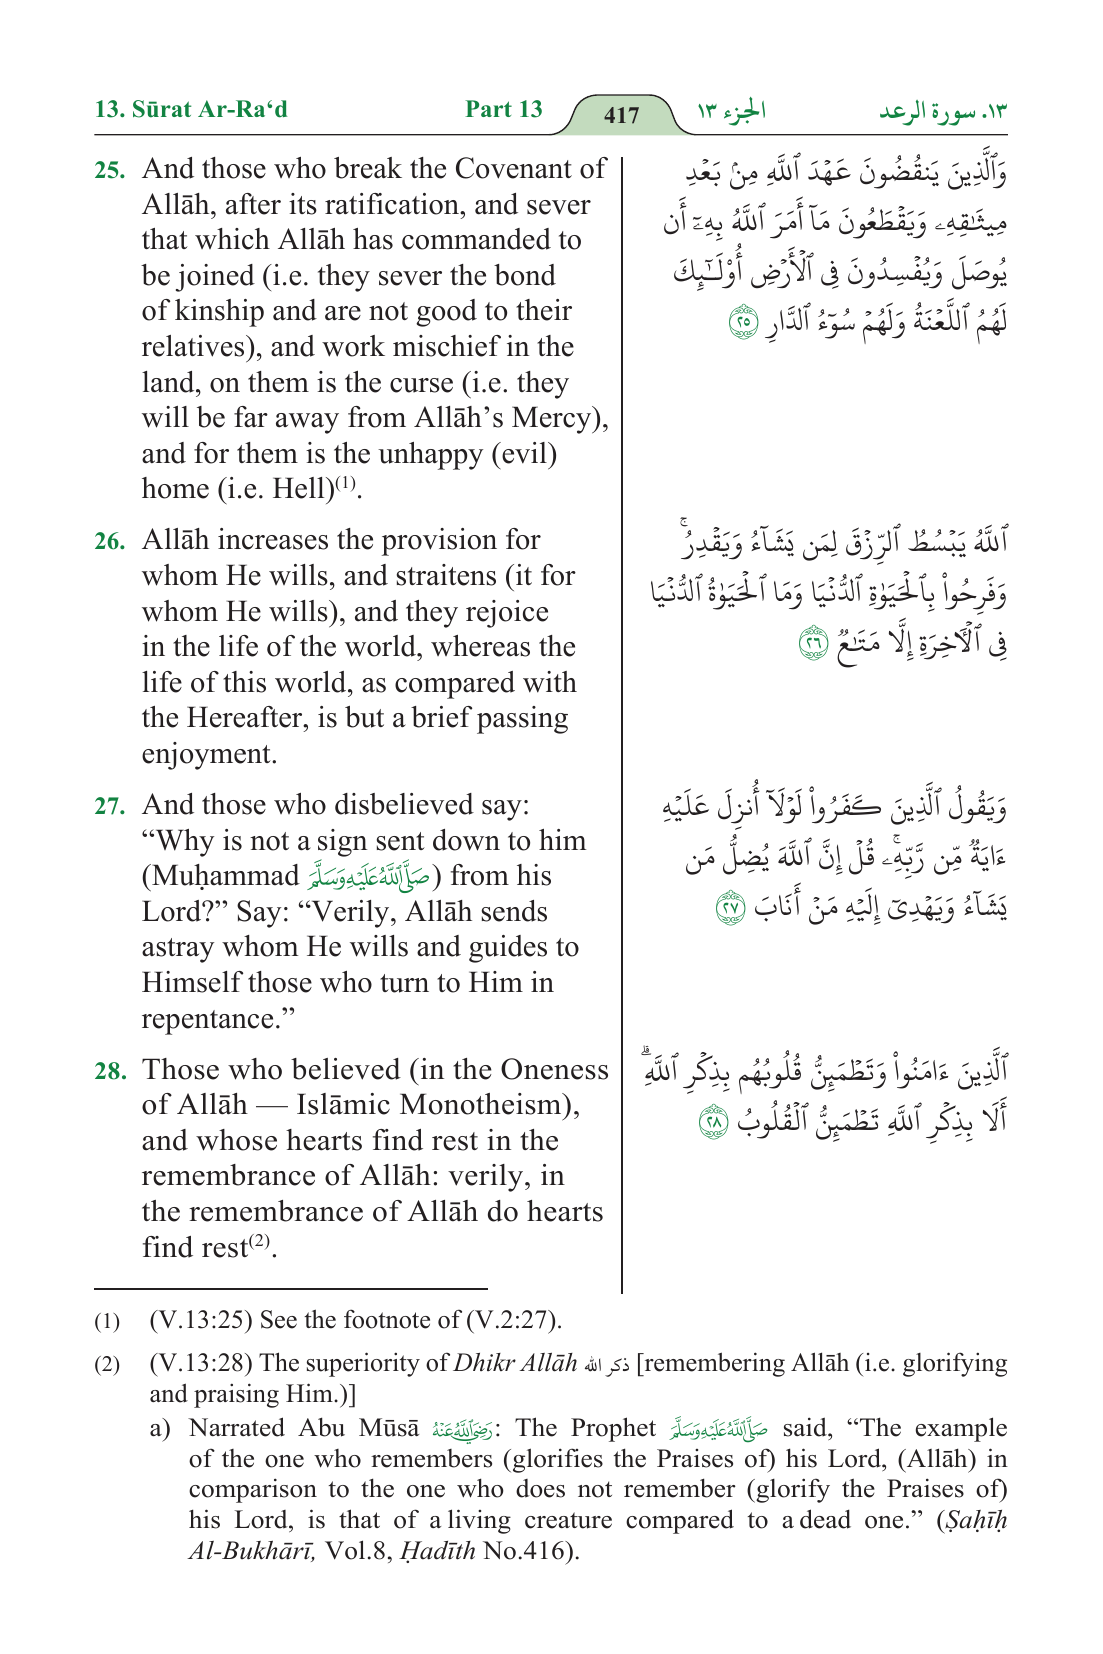 13. Sūrat Ar-Ra‘d
Part 13
417
الجزء ١٣
١٣. سورة الرعد
25. And those who break the Covenant of
Allāh, after its ratification, and sever
that which Allāh has commanded to
be joined (i.e. they sever the bond
of kinship and are not good to their
relatives), and work mischief in the
land, on them is the curse (i.e. they
will be far away from Allāh’s Mercy),
and for them is the unhappy (evil)
home (i.e. Hell)(1).
وَٱلَّذِينَ يَنقُضُونَ عَهْدَ ٱللَّهِ مِنۢ بَعْدِ
مِيثَٰقِهِۦ وَيَقْطَعُونَ مَآ أَمَرَ ٱللَّهُ بِهِۦٓ أَن
يُوصَلَ وَيُفْسِدُونَ فِى ٱلْأَرْضِ أُو۟لَٰٓئِكَ
لَهُمُ ٱللَّعْنَةُ وَلَهُمْ سُوٓءُ ٱلدَّارِ ٢٥
26. Allāh increases the provision for
whom He wills, and straitens (it for
whom He wills), and they rejoice
in the life of the world, whereas the
life of this world, as compared with
the Hereafter, is but a brief passing
enjoyment.
ٱللَّهُ يَبْسُطُ ٱلرِّزْقَ لِمَن يَشَآءُ وَيَقْدِرُ ۚ
وَفَرِحُوا۟ بِٱلْحَيَوٰةِ ٱلدُّنْيَا وَمَا ٱلْحَيَوٰةُ ٱلدُّنْيَا
فِى ٱلْـَٔاخِرَةِ إِلَّا مَتَٰعٌ ٢٦
27. And those who disbelieved say:
“Why is not a sign sent down to him
(Muḥammad صَلَّى اللَّهُ عَلَيْهِ وَسَلَّمَ) from his
Lord?” Say: “Verily, Allāh sends
astray whom He wills and guides to
Himself those who turn to Him in
repentance.”
وَيَقُولُ ٱلَّذِينَ كَفَرُوا۟ لَوْلَآ أُنزِلَ عَلَيْهِ
ءَايَةٌ مِّن رَّبِّهِۦ ۗ قُلْ إِنَّ ٱللَّهَ يُضِلُّ مَن
يَشَآءُ وَيَهْدِىٓ إِلَيْهِ مَنْ أَنَابَ ٢٧
28. Those who believed (in the Oneness
of Allāh — Islāmic Monotheism),
and whose hearts find rest in the
remembrance of Allāh: verily, in
the remembrance of Allāh do hearts
find rest(2).
ٱلَّذِينَ ءَامَنُوا۟ وَتَطْمَئِنُّ قُلُوبُهُم بِذِكْرِ ٱللَّهِ ۗ
أَلَا بِذِكْرِ ٱللَّهِ تَطْمَئِنُّ ٱلْقُلُوبُ ٢٨
(1) (V.13:25) See the footnote of (V.2:27).
(2) (V.13:28) The superiority of Dhikr Allāh ذكر الله [remembering Allāh (i.e. glorifying
and praising Him.)]
a) Narrated Abu Mūsā رَضِيَ اللَّهُ عَنْهُ: The Prophet صَلَّى اللَّهُ عَلَيْهِ وَسَلَّمَ said, “The example
of the one who remembers (glorifies the Praises of) his Lord, (Allāh) in
comparison to the one who does not remember (glorify the Praises of)
his Lord, is that of a living creature compared to a dead one.” (Ṣaḥīḥ
Al-Bukhārī, Vol.8, Ḥadīth No.416).